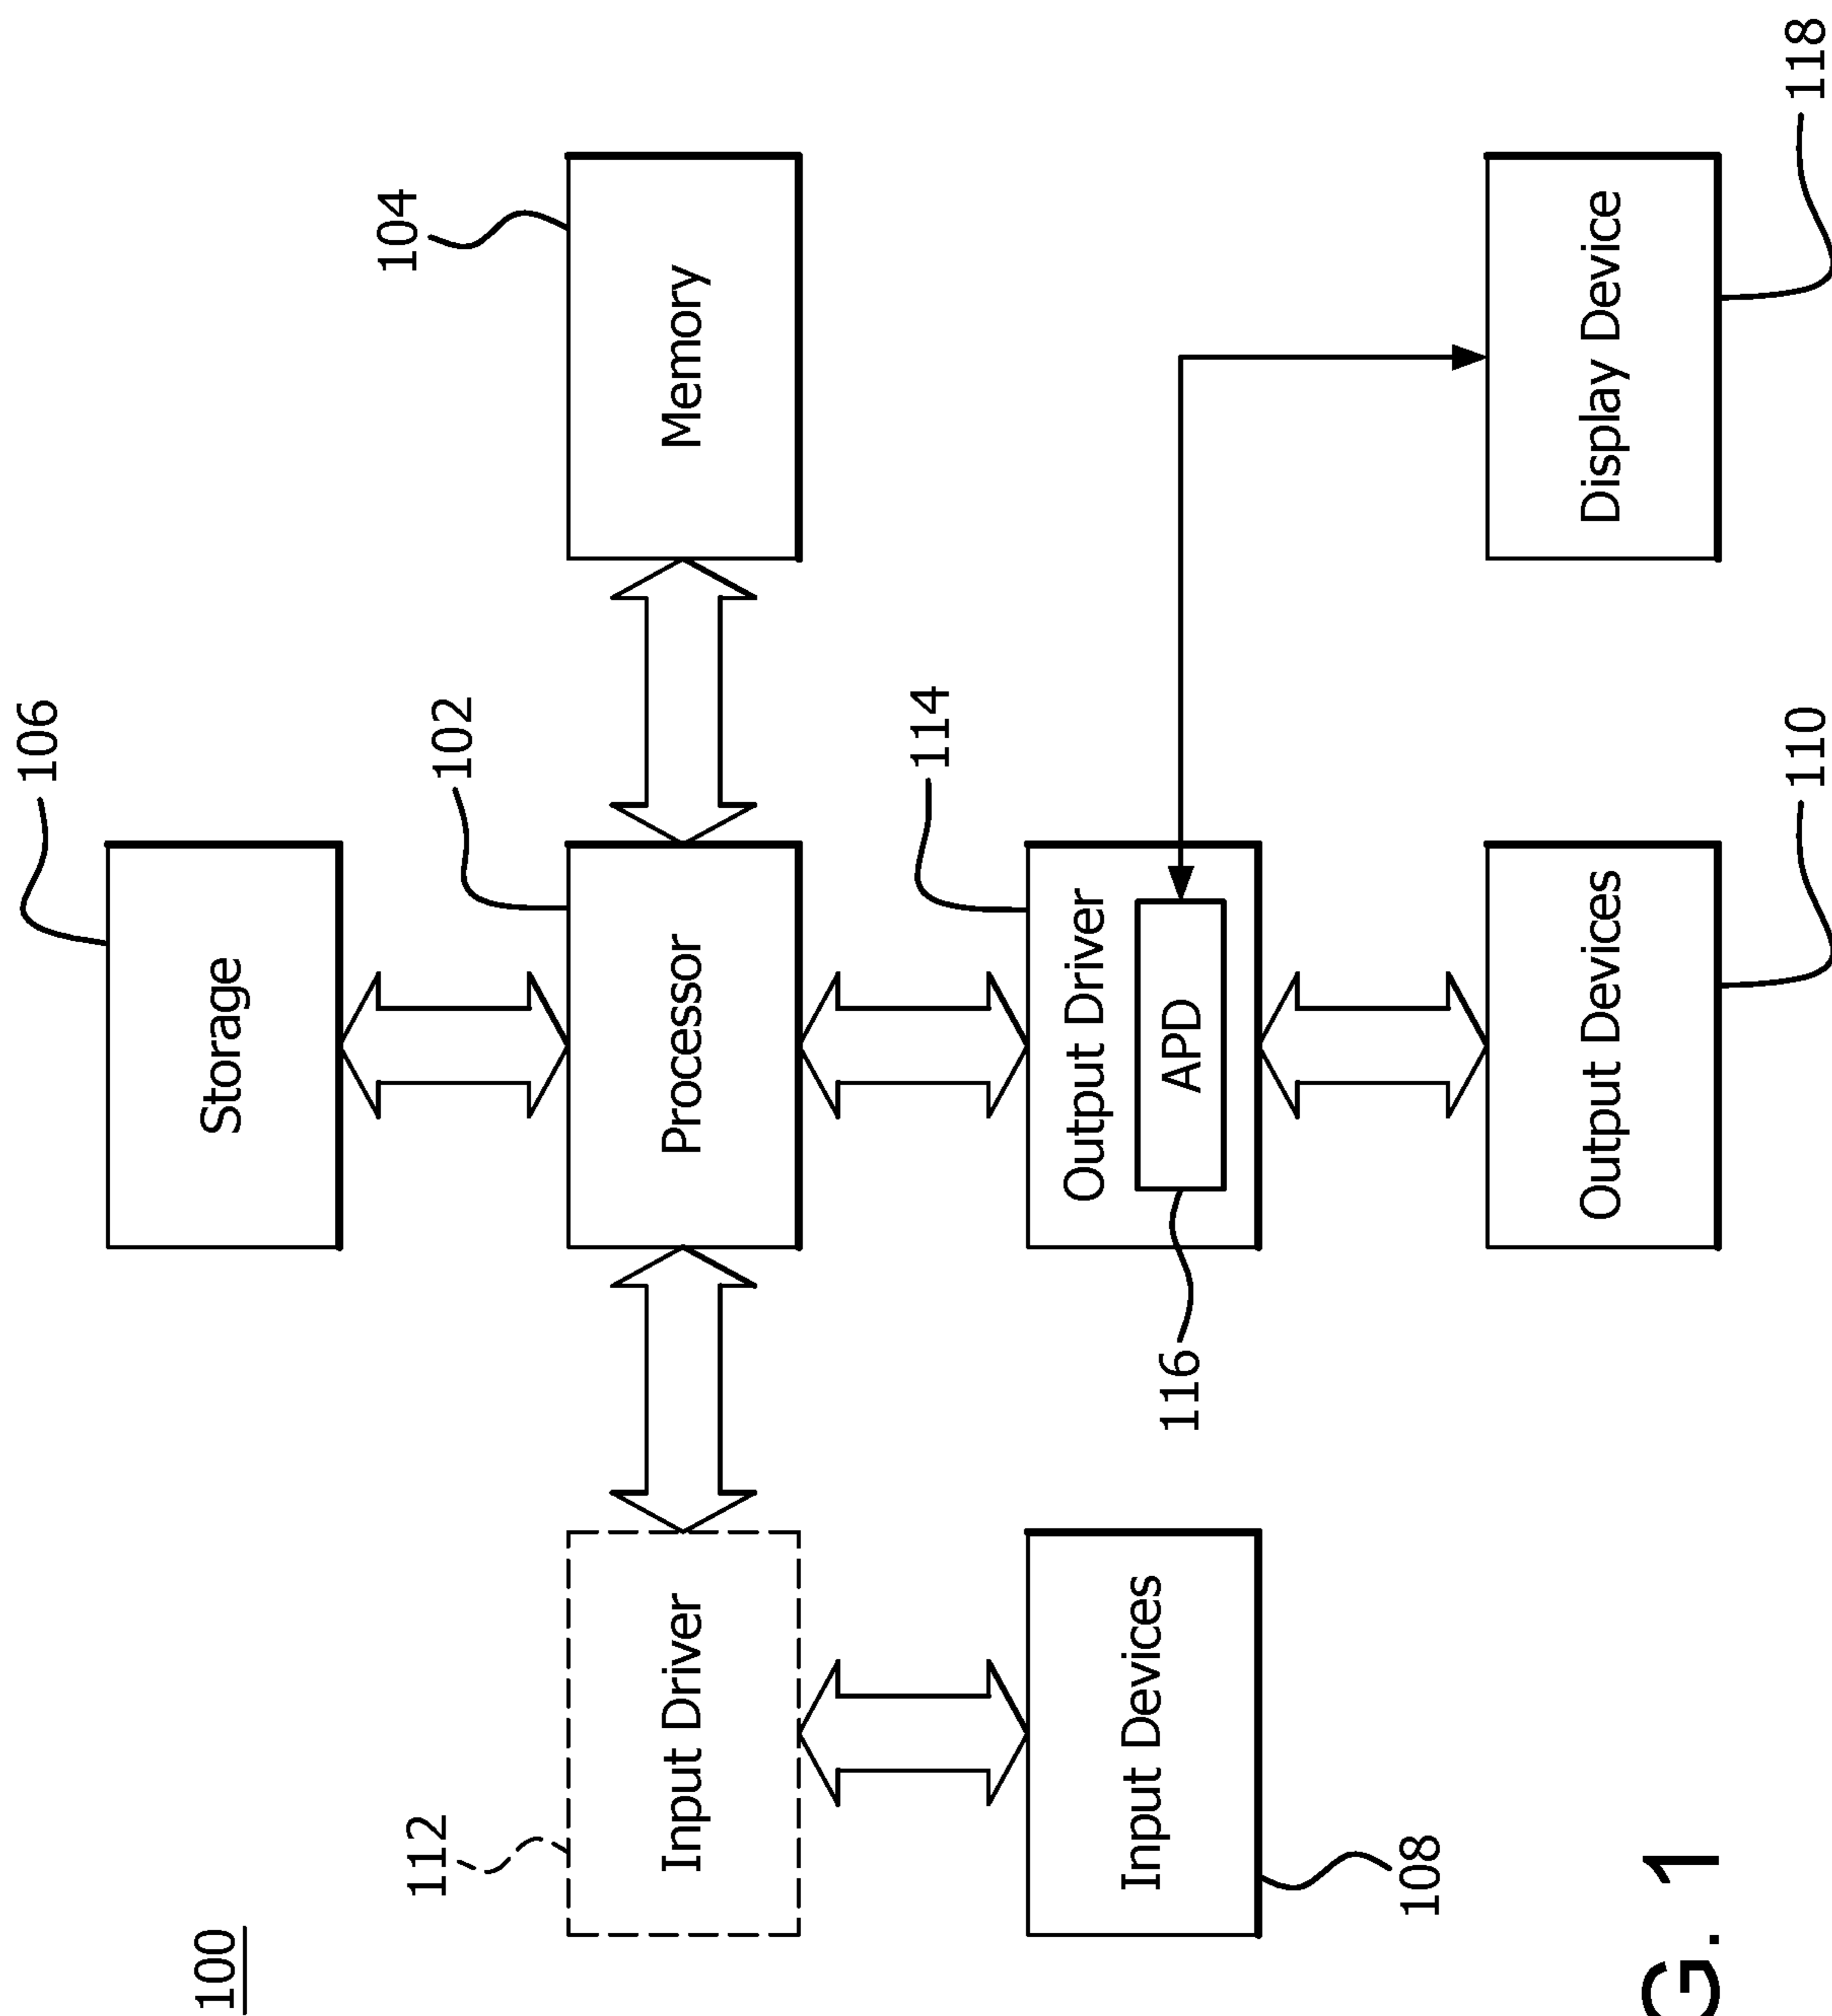 106
100
Storage
104
112
102
Input Driver
Processor
Memory
114
Output Driver
Input Devices
116
APD
108
Output Devices
Display Device
G. 1
110
118